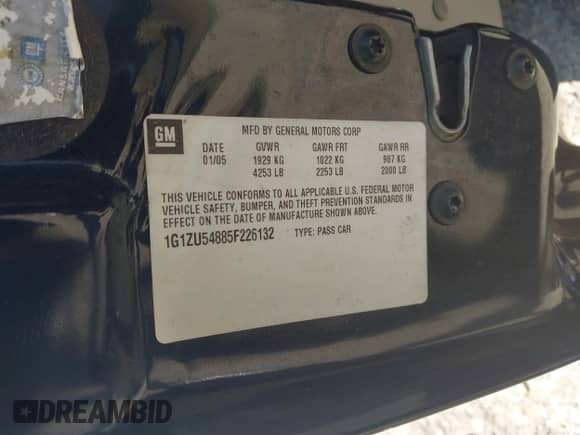 GM
MFD BY GENERAL MOTORS CORP
DATE GVWR GAWR FRT GAWR RR
01/05 1929 KG 1022 KG 907 KG
4253 LB 2253 LB 2000 LB
THIS VEHICLE CONFORMS TO ALL APPLICABLE U.S. FEDERAL MOTOR
VEHICLE SAFETY, BUMPER, AND THEFT PREVENTION STANDARDS IN
EFFECT ON THE DATE OF MANUFACTURE SHOWN ABOVE.
1G1ZU54885F226132 TYPE: PASS CAR
DREAMBID